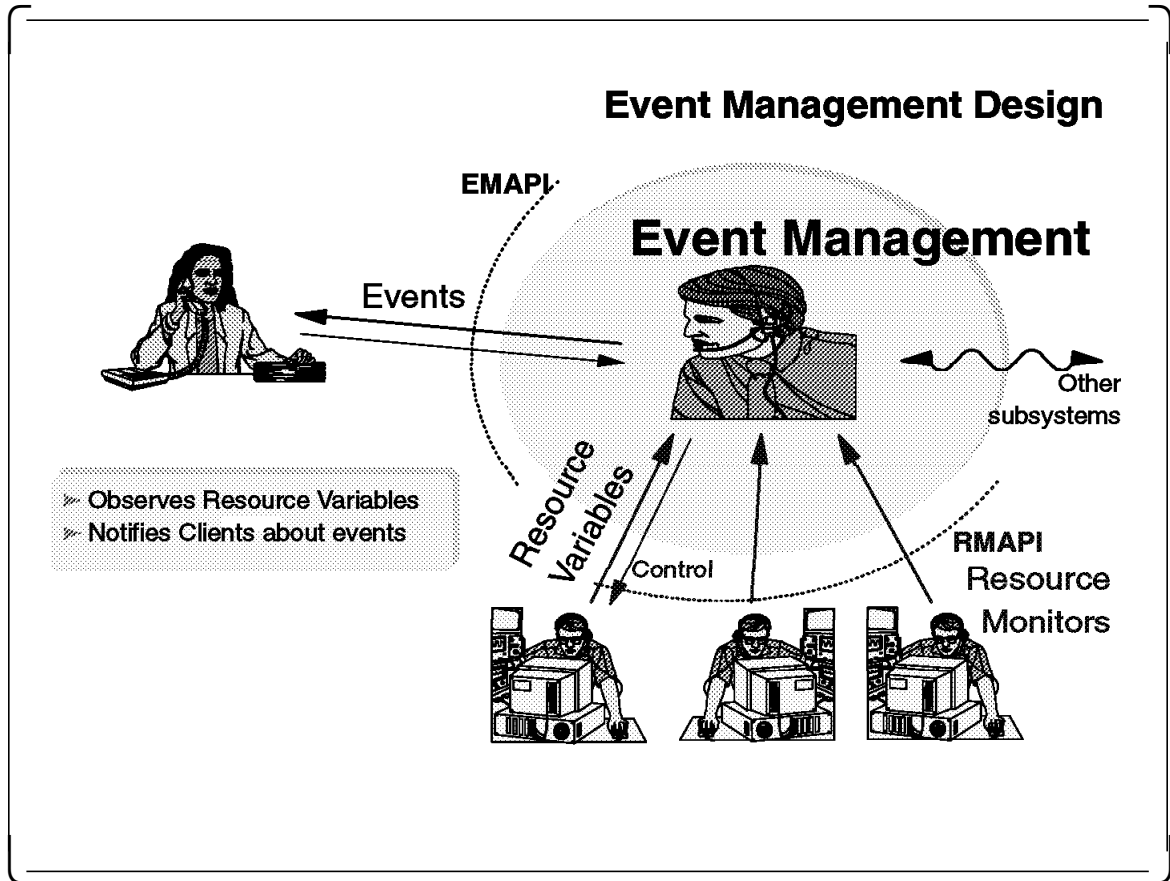 Event Management Design
EMAPI
Event Management
Events
Other
subsystems
Resource
Variables
➢ Observes Resource Variables
➢ Notifies Clients about events
Control
RMAPI
Resource
Monitors